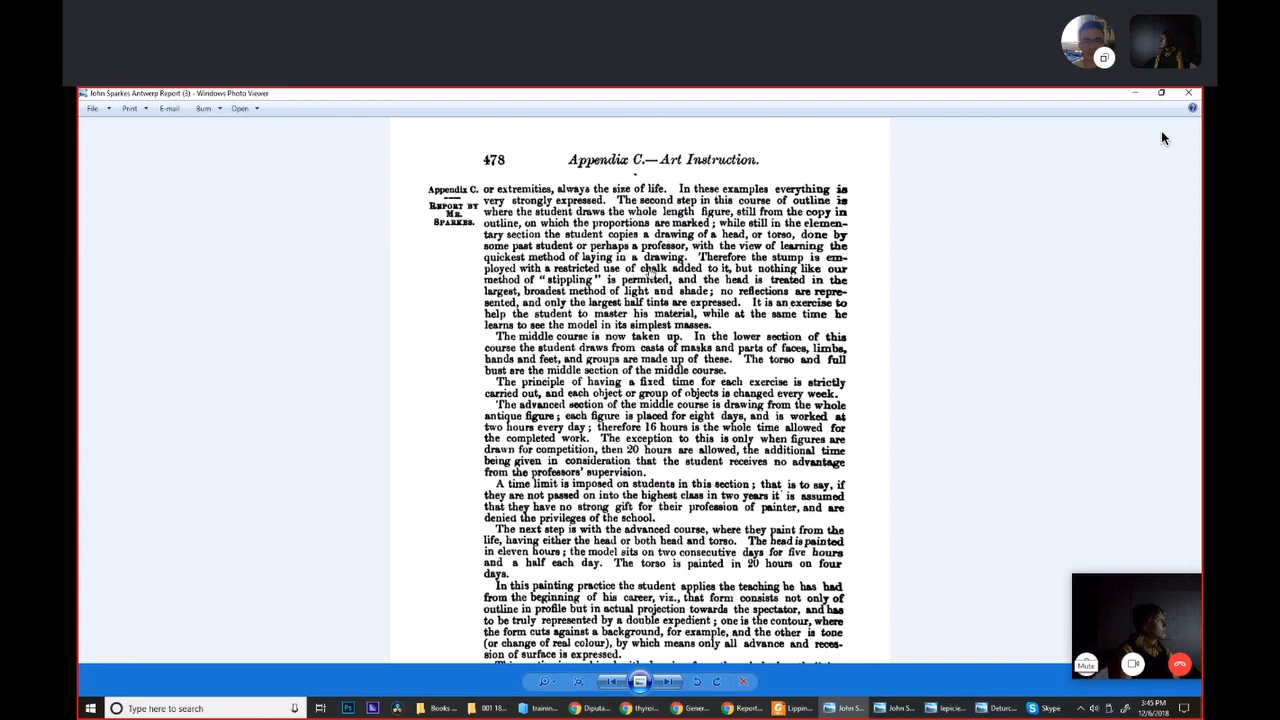 John Sparkes Antwerp Report (3) - Windows Photo Viewer
File Print E-mail Burn Open
478 Appendix C.—Art Instruction.
Appendix C.
REPORT BY
MR.
SPARKES.
or extremities, always the size of life. In these examples everything is
very strongly expressed. The second step in this course of outline is
where the student draws the whole length figure, still from the copy in
outline, on which the proportions are marked; while still in the elemen-
tary section the student copies a drawing of a head, or torso, done by
some past student or perhaps a professor, with the view of learning the
quickest method of laying in a drawing. Therefore the stump is em-
ployed with a restricted use of chalk added to it, but nothing like our
method of "stippling" is permitted, and the head is treated in the
largest, broadest method of light and shade; no reflections are repre-
sented, and only the largest half tints are expressed. It is an exercise to
help the student to master his material, while at the same time he
learns to see the model in its simplest masses.
The middle course is now taken up. In the lower section of this
course the student draws from casts of masks and parts of faces, limbs,
hands and feet, and groups are made up of these. The torso and full
bust are the middle section of the middle course.
The principle of having a fixed time for each exercise is strictly
carried out, and each object or group of objects is changed every week.
The advanced section of the middle course is drawing from the whole
antique figure; each figure is placed for eight days, and is worked at
two hours every day; therefore 16 hours is the whole time allowed for
the completed work. The exception to this is only when figures are
drawn for competition, then 20 hours are allowed, the additional time
being given in consideration that the student receives no advantage
from the professors' supervision.
A time limit is imposed on students in this section; that is to say, if
they are not passed on into the highest class in two years it is assumed
that they have no strong gift for their profession of painter, and are
denied the privileges of the school.
The next step is with the advanced course, where they paint from the
life, having either the head or both head and torso. The head is painted
in eleven hours; the model sits on two consecutive days for five hours
and a half each day. The torso is painted in 20 hours on four
days.
In this painting practice the student applies the teaching he has had
from the beginning of his career, viz., that form consists not only of
outline in profile but in actual projection towards the spectator, and has
to be truly represented by a double expedient; one is the contour, where
the form cuts against a background, for example, and the other is tone
(or change of real colour), by which means only all advance and reces-
sion of surface is expressed.
Mute
Type here to search
Books ...
001 18...
trainin...
Diputa...
thyroi...
Gener...
Report...
Lippin...
John S...
John S...
lepicie...
Deturc...
Skype
3:45 PM
12/6/2018